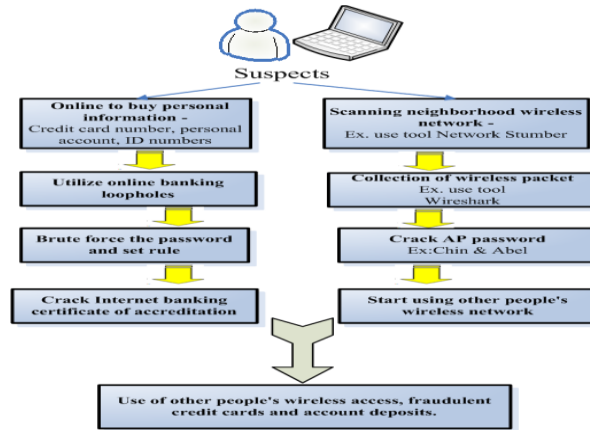 Suspects
Online to buy personal
information -
Credit card number, personal
account, ID numbers
Utilize online banking
loopholes
Brute force the password
and set rule
Crack Internet banking
certificate of accreditation
Scanning neighborhood wireless
network -
Ex. use tool Network Stumber
Collection of wireless packet
Ex. use tool
Wireshark
Crack AP password
Ex:Chin & Abel
Start using other people's
wireless network
Use of other people's wireless access, fraudulent
credit cards and account deposits.